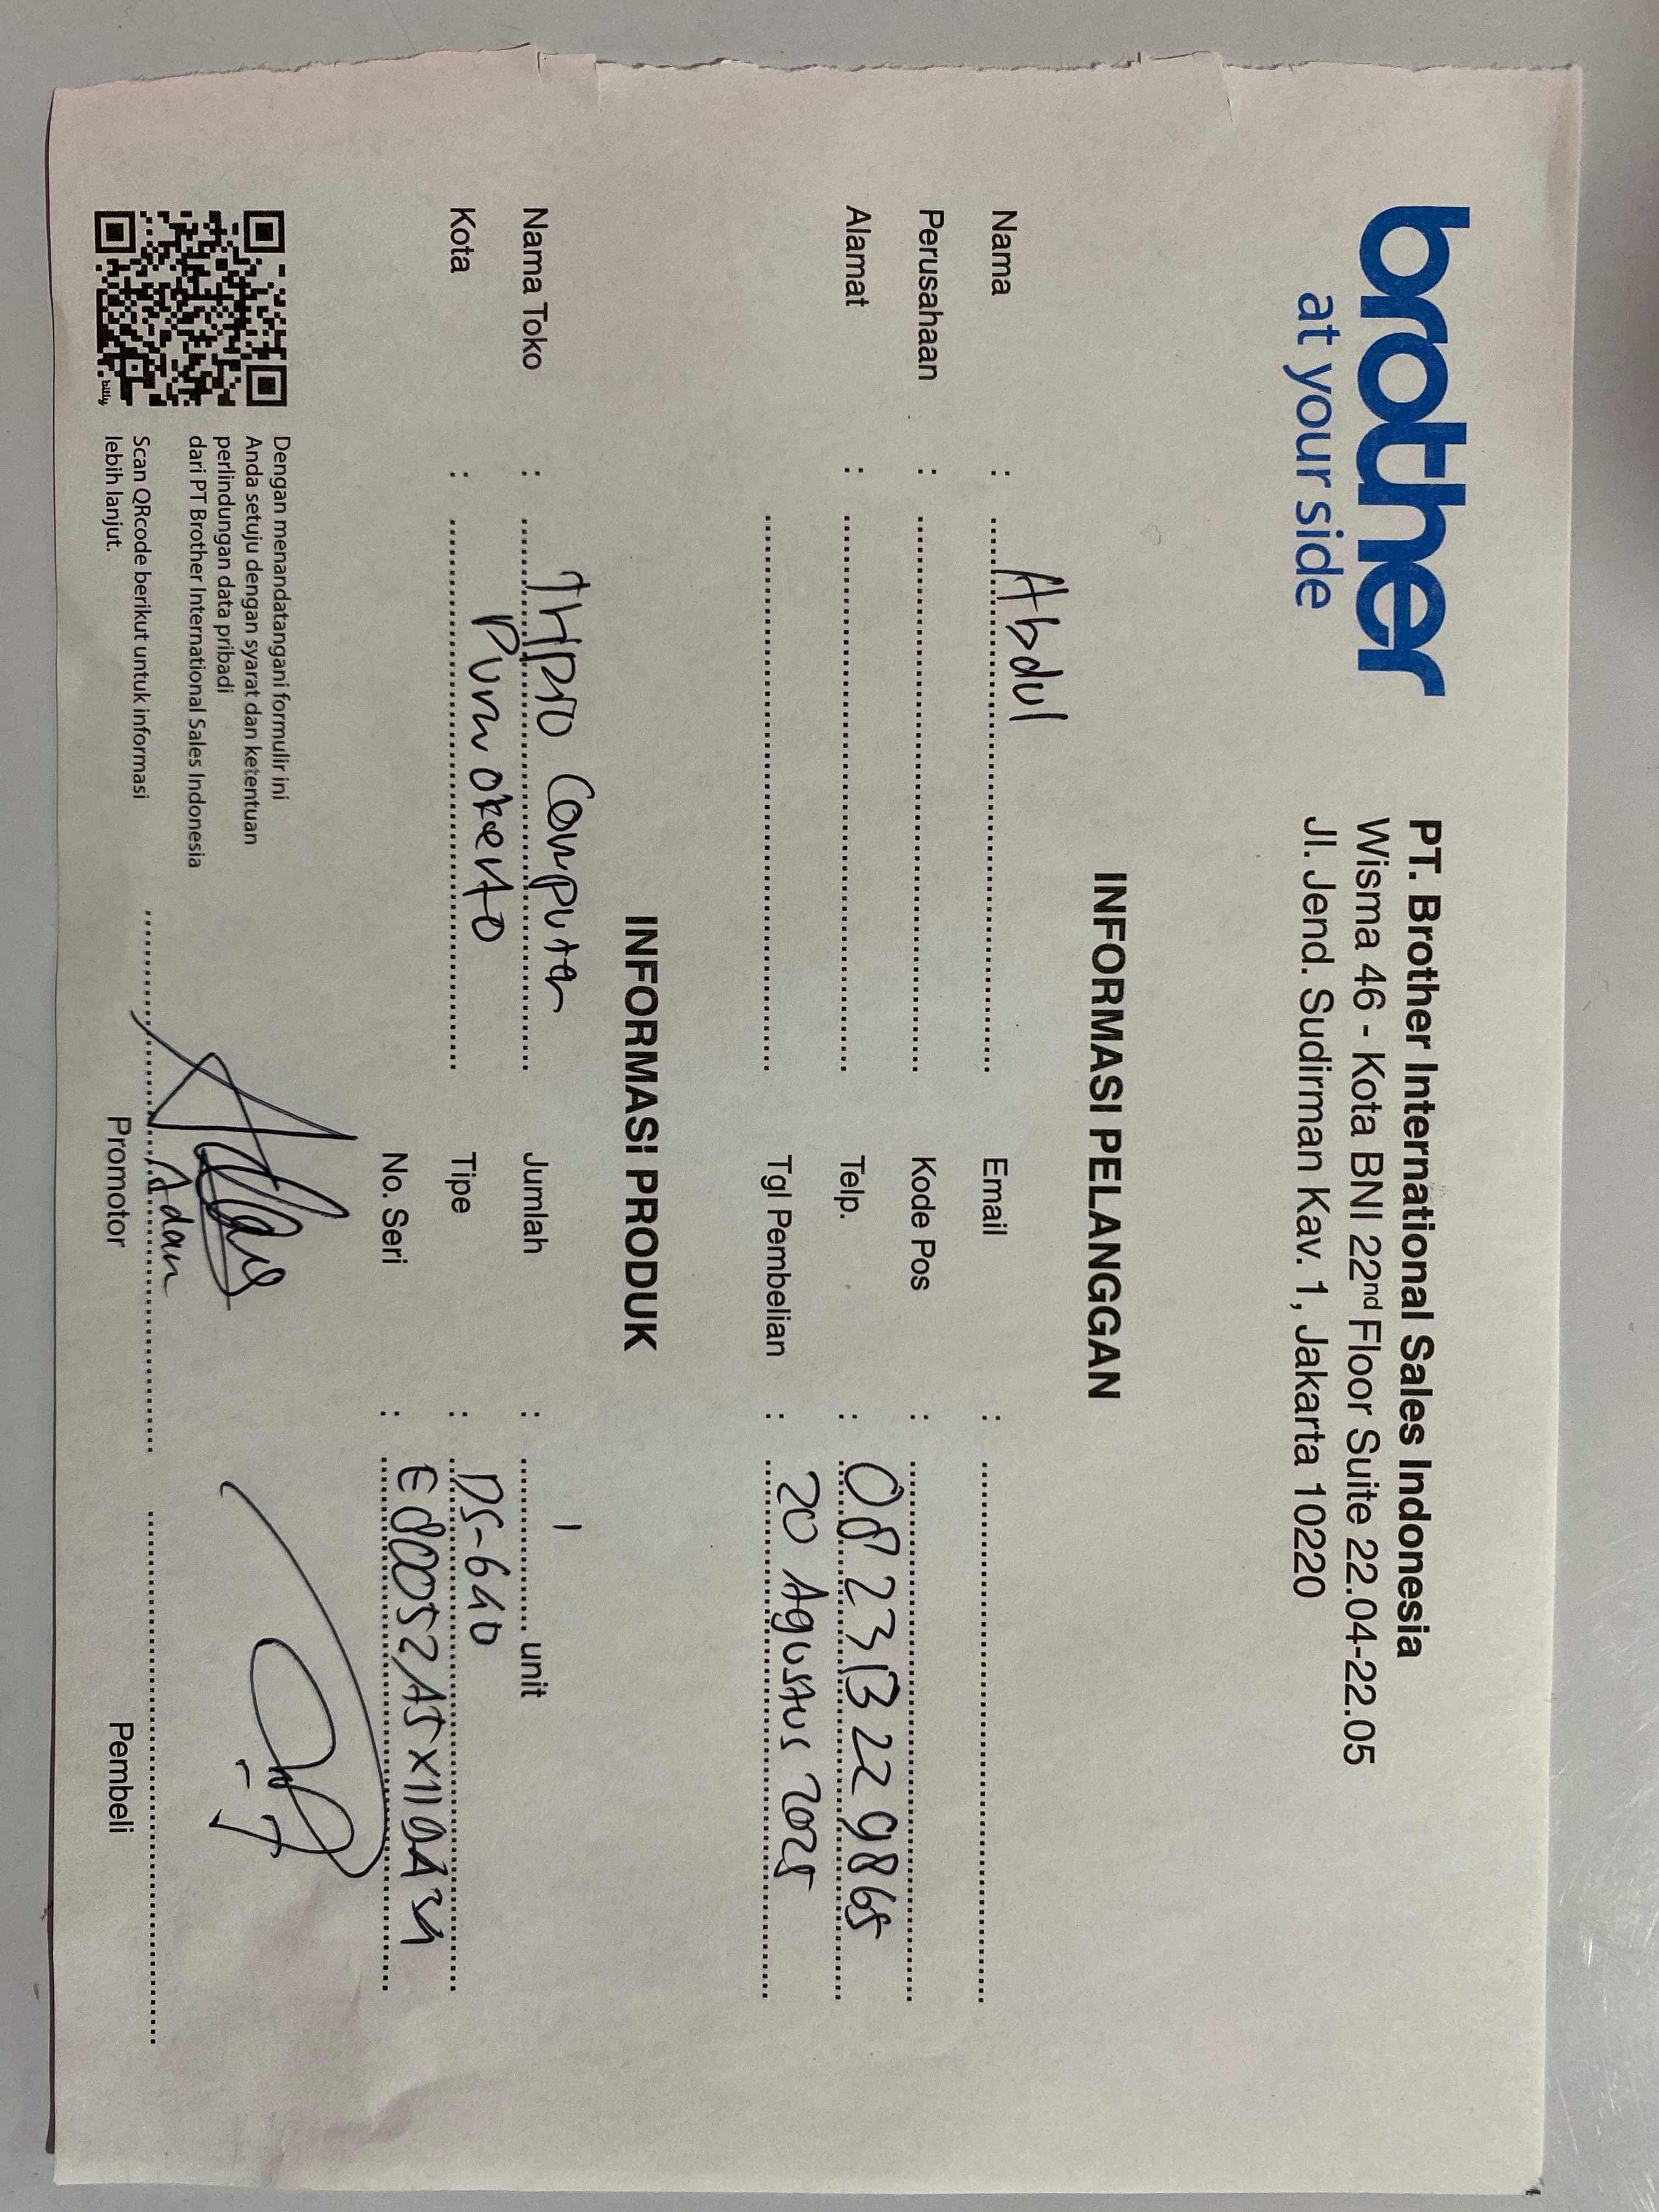 brother
at your side
PT. Brother International Sales Indonesia
Wisma 46 - Kota BNI 22nd Floor Suite 22.04-22.05
Jl. Jend. Sudirman Kav. 1, Jakarta 10220
INFORMASI PELANGGAN
Nama : Abdul
Email :
Perusahaan :
Kode Pos :
Alamat :
Telp. : 082313229865
Tgl Pembelian : 20 Agustus 2025
INFORMASI PRODUK
Nama Toko : Computer
Jumlah : 1 unit
Kota : Purwokerto
Tipe : DS-640
No. Seri :
Dengan menandatangani formulir ini
Anda setuju dengan syarat dan ketentuan
perlindungan data pribadi
dari PT Brother International Sales Indonesia
Scan QRcode berikut untuk informasi
lebih lanjut.
bitly
Adam
Promotor
Pembeli